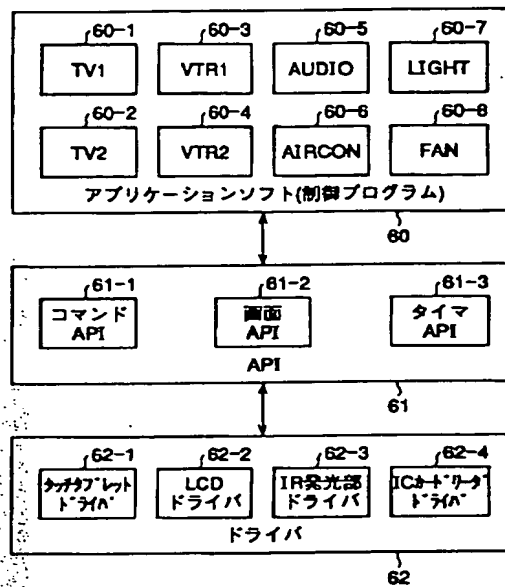 60-1 60-3 60-5 60-7
TV1 VTR1 AUDIO LIGHT
60-2 60-4 60-6 60-8
TV2 VTR2 AIRCON FAN
アプリケーションソフト(制御プログラム)
60
61-1 61-2 61-3
コマンド 画面 タイマ
API API API
API
61
62-1 62-2 62-3 62-4
タッチタブレット LCD IR発光部 ICカードリーダ
ドライバ ドライバ ドライバ ドライバ
ドライバ
62